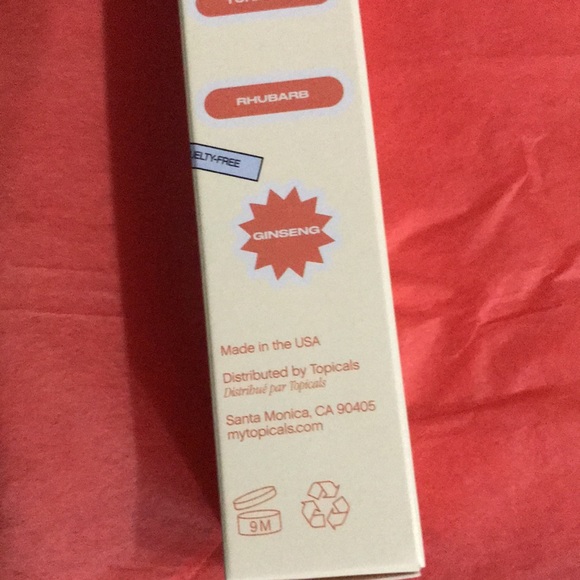 RHUBARB
ELTY-FREE
GINSENG
Made in the USA
Distributed by Topicals
Distribué par Topicals
Santa Monica, CA 90405
mytopicals.com
9M